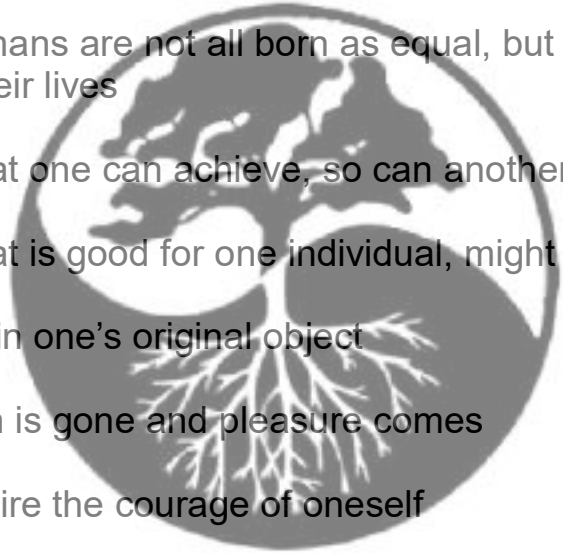 mans are not all born as equal, but
eir lives
at one can achieve, so can another
at is good for one individual, might
in one's original object
n is gone and pleasure comes
ire the courage of oneself